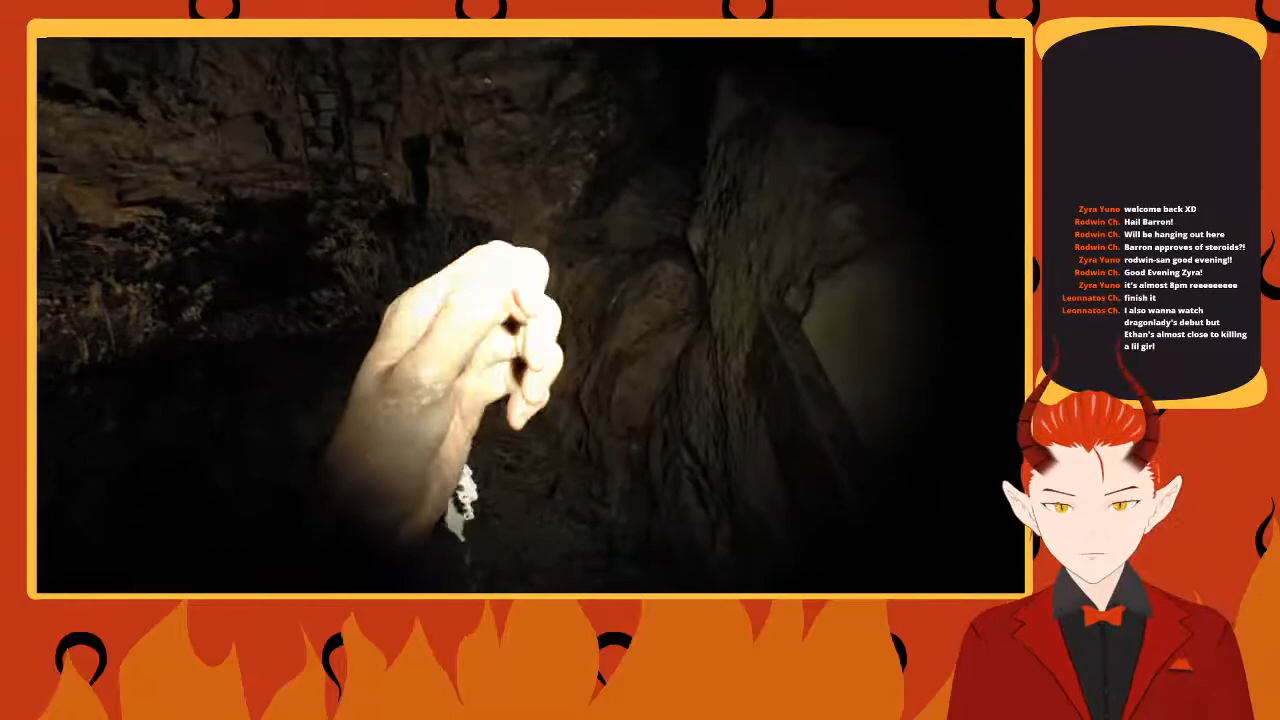 Zyra Yuno welcome back XD
Rodwin Ch. Hail Barron!
Rodwin Ch. Will be hanging out here
Rodwin Ch. Barron approves of steroids?!
Zyra Yuno rodwin-san good evening!!
Rodwin Ch. Good Evening Zyra!
Zyra Yuno it's almost 8pm reeeeeeeee
Leonnatos Ch. finish it
Leonnatos Ch. I also wanna watch
dragonlady's debut but
Ethan's almost close to killing
a lil girl